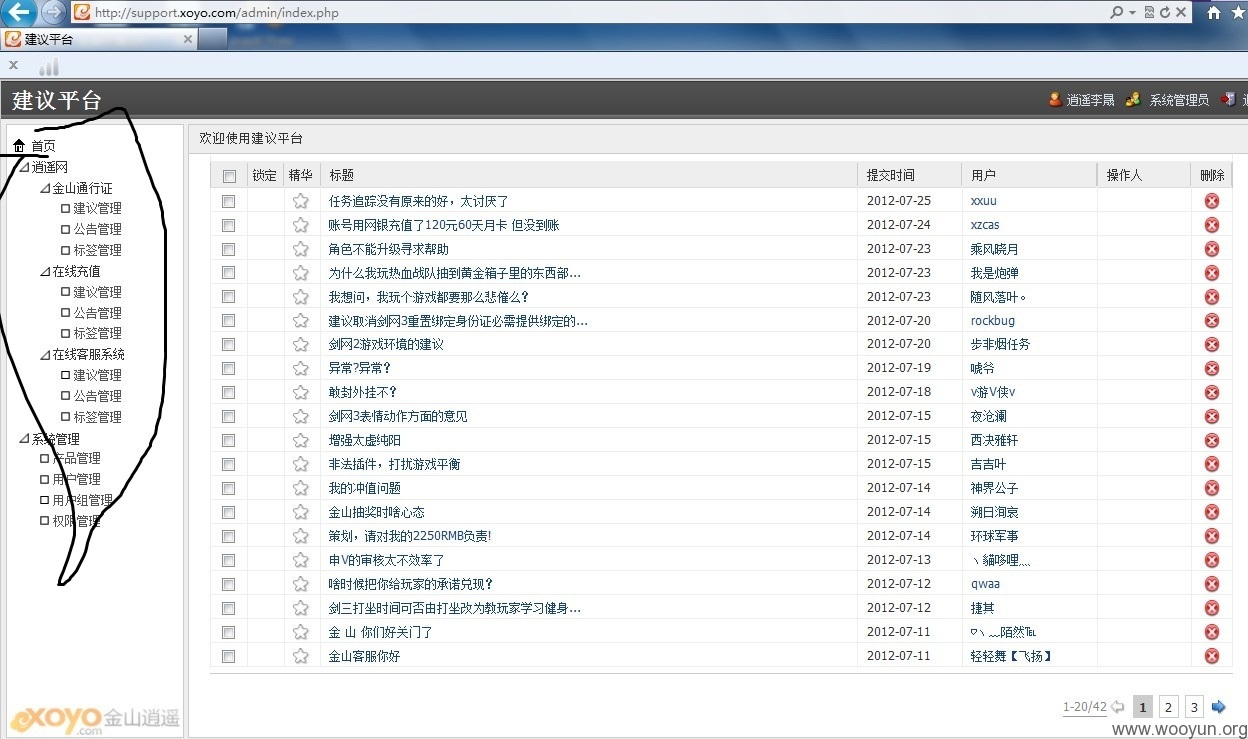 http://support.xoyo.com/admin/index.php
建议平台
建议平台
逍遥李晟 系统管理员
首页
逍遥网
金山通行证
建议管理
公告管理
标签管理
在线充值
建议管理
公告管理
标签管理
在线客服系统
建议管理
公告管理
标签管理
系统管理
产品管理
用户管理
用户组管理
权限管理
欢迎使用建议平台
锁定 精华 标题 提交时间 用户 操作人 删除
任务追踪没有原来的好，太讨厌了 2012-07-25 xxuu
账号用网银充值了120元60天月卡 但没到账 2012-07-24 xzcas
角色不能升级寻求帮助 2012-07-23 乘风晓月
为什么我玩热血战队抽到黄金箱子里的东西部... 2012-07-23 我是炮弹
我想问，我玩个游戏都要那么悲催么？ 2012-07-23 随风落叶。
建议取消剑网3重置绑定身份证必需提供绑定的... 2012-07-20 rockbug
剑网2游戏环境的建议 2012-07-20 步非烟任务
异常?异常？ 2012-07-19 唬爷
敢封外挂不？ 2012-07-18 v游V侠v
剑网3表情动作方面的意见 2012-07-15 夜沧澜
增强太虚纯阳 2012-07-15 西决雅轩
非法插件，打扰游戏平衡 2012-07-15 吉吉叶
我的冲值问题 2012-07-14 神界公子
金山抽奖时啥心态 2012-07-14 溯日洵哀
策划，请对我的2250RMB负责! 2012-07-14 环球军事
申V的审核太不效率了 2012-07-13 丶貓哆哩灬
啥时候把你给玩家的承诺兑现？ 2012-07-12 qwaa
剑三打坐时间可否由打坐改为教玩家学习健身... 2012-07-12 捷其
金 山 你们好关门了 2012-07-11 陌然℡
金山客服你好 2012-07-11 轻轻舞【飞扬】
1-20/42 1 2 3
xoyo.com 金山逍遥
www.wooyun.org